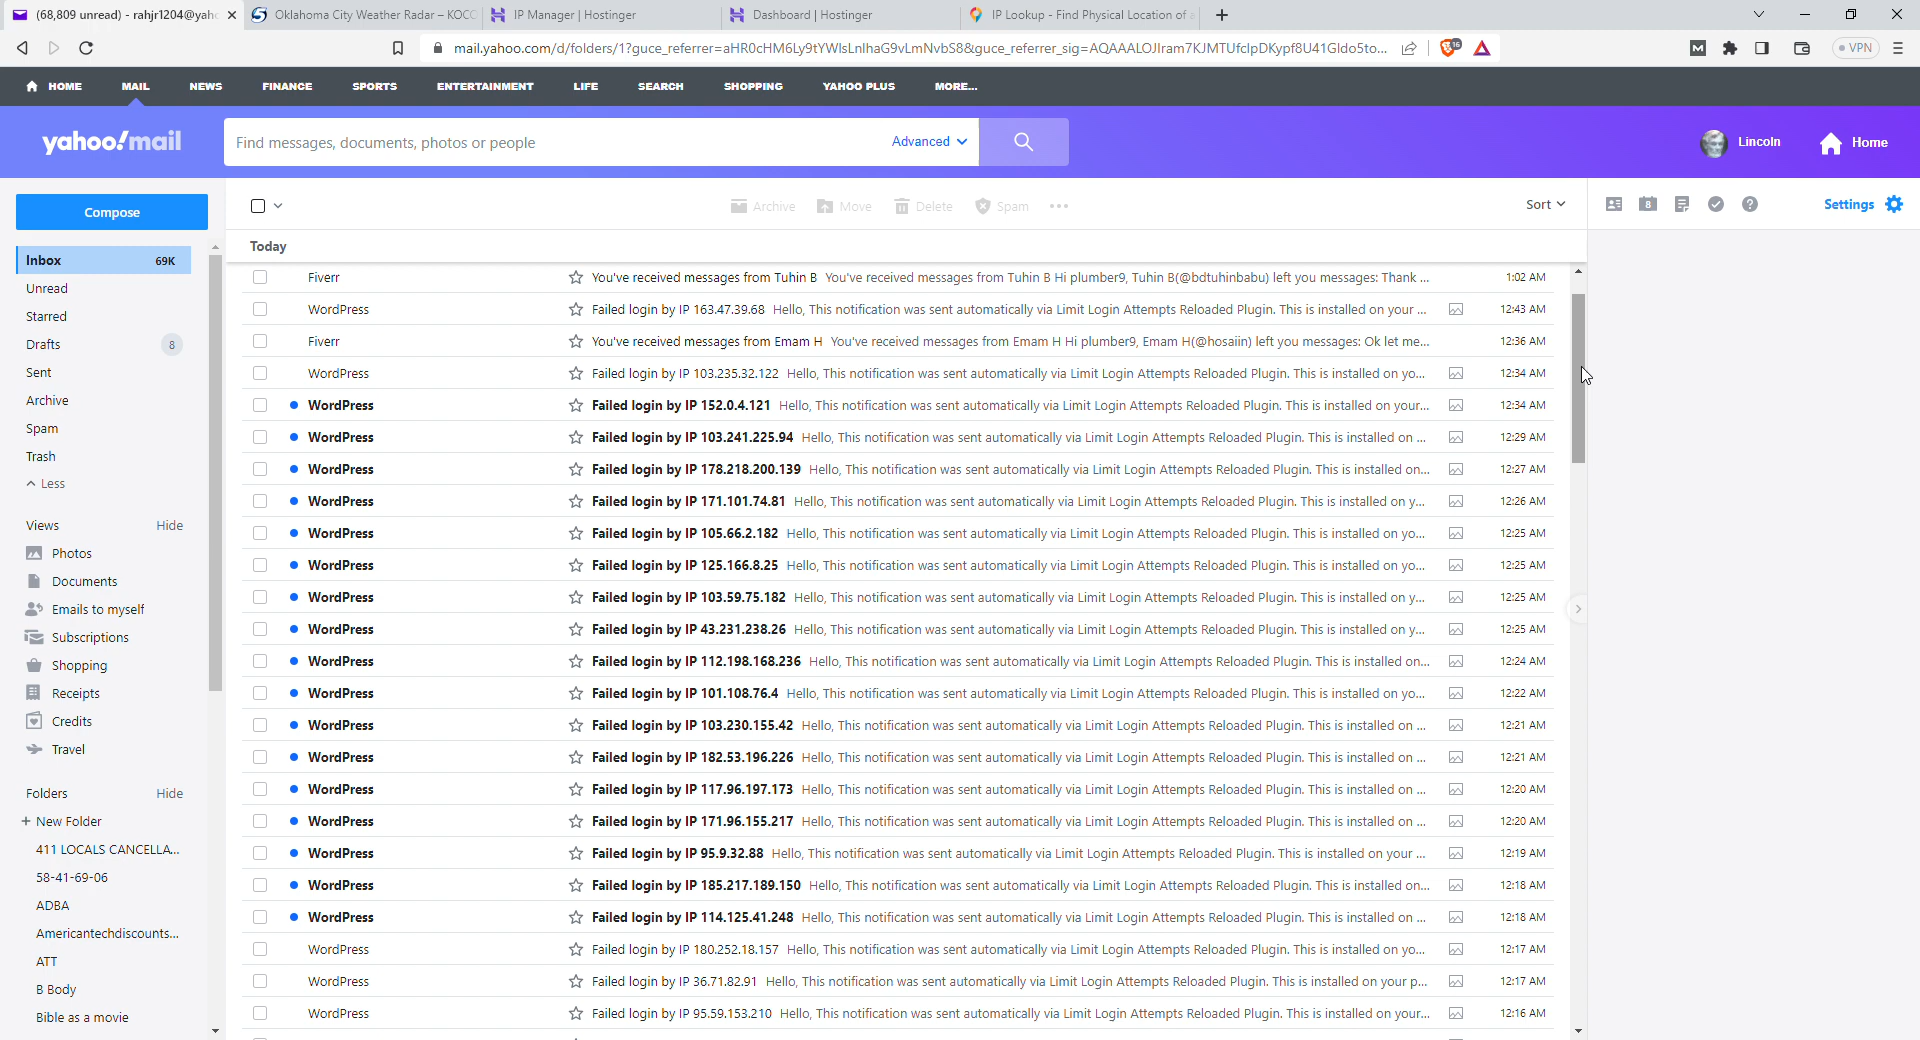 (68,809 unread) - rahjr1204@yah
Oklahoma City Weather Radar – KOCO
IP Manager | Hostinger
Dashboard | Hostinger
IP Lookup - Find Physical Location of a
VPN
HOME MAIL NEWS FINANCE SPORTS ENTERTAINMENT LIFE SEARCH SHOPPING YAHOO PLUS MORE...
yahoo!mail
Find messages, documents, photos or people
Advanced
Lincoln
Home
Compose
Archive Move Delete Spam
Sort
8
Settings
Today
Inbox 69K
Unread
Starred
Drafts 8
Sent
Archive
Spam
Trash
Less
Views Hide
Photos
Documents
Emails to myself
Subscriptions
Shopping
Receipts
Credits
Travel
Folders Hide
+ New Folder
411 LOCALS CANCELLA...
58-41-69-06
ADBA
Americantechdiscounts...
ATT
B Body
Bible as a movie
Fiverr You've received messages from Tuhin B You've received messages from Tuhin B Hi plumber9, Tuhin B(@bdtuhinbabu) left you messages: Thank ... 1:02 AM
WordPress Failed login by IP 163.47.39.68 Hello, This notification was sent automatically via Limit Login Attempts Reloaded Plugin. This is installed on your ... 12:43 AM
Fiverr You've received messages from Emam H You've received messages from Emam H Hi plumber9, Emam H(@hosaiin) left you messages: Ok let me... 12:36 AM
WordPress Failed login by IP 103.235.32.122 Hello, This notification was sent automatically via Limit Login Attempts Reloaded Plugin. This is installed on yo... 12:34 AM
WordPress Failed login by IP 152.0.4.121 Hello, This notification was sent automatically via Limit Login Attempts Reloaded Plugin. This is installed on your... 12:34 AM
WordPress Failed login by IP 103.241.225.94 Hello, This notification was sent automatically via Limit Login Attempts Reloaded Plugin. This is installed on ... 12:29 AM
WordPress Failed login by IP 178.218.200.139 Hello, This notification was sent automatically via Limit Login Attempts Reloaded Plugin. This is installed on... 12:27 AM
WordPress Failed login by IP 171.101.74.81 Hello, This notification was sent automatically via Limit Login Attempts Reloaded Plugin. This is installed on y... 12:26 AM
WordPress Failed login by IP 105.66.2.182 Hello, This notification was sent automatically via Limit Login Attempts Reloaded Plugin. This is installed on yo... 12:25 AM
WordPress Failed login by IP 125.166.8.25 Hello, This notification was sent automatically via Limit Login Attempts Reloaded Plugin. This is installed on yo... 12:25 AM
WordPress Failed login by IP 103.59.75.182 Hello, This notification was sent automatically via Limit Login Attempts Reloaded Plugin. This is installed on y... 12:25 AM
WordPress Failed login by IP 43.231.238.26 Hello, This notification was sent automatically via Limit Login Attempts Reloaded Plugin. This is installed on y... 12:25 AM
WordPress Failed login by IP 112.198.168.236 Hello, This notification was sent automatically via Limit Login Attempts Reloaded Plugin. This is installed on... 12:24 AM
WordPress Failed login by IP 101.108.76.4 Hello, This notification was sent automatically via Limit Login Attempts Reloaded Plugin. This is installed on yo... 12:22 AM
WordPress Failed login by IP 103.230.155.42 Hello, This notification was sent automatically via Limit Login Attempts Reloaded Plugin. This is installed on ... 12:21 AM
WordPress Failed login by IP 182.53.196.226 Hello, This notification was sent automatically via Limit Login Attempts Reloaded Plugin. This is installed on ... 12:21 AM
WordPress Failed login by IP 117.96.197.173 Hello, This notification was sent automatically via Limit Login Attempts Reloaded Plugin. This is installed on ... 12:20 AM
WordPress Failed login by IP 171.96.155.217 Hello, This notification was sent automatically via Limit Login Attempts Reloaded Plugin. This is installed on ... 12:20 AM
WordPress Failed login by IP 95.9.32.88 Hello, This notification was sent automatically via Limit Login Attempts Reloaded Plugin. This is installed on your ... 12:19 AM
WordPress Failed login by IP 185.217.189.150 Hello, This notification was sent automatically via Limit Login Attempts Reloaded Plugin. This is installed on... 12:18 AM
WordPress Failed login by IP 114.125.41.248 Hello, This notification was sent automatically via Limit Login Attempts Reloaded Plugin. This is installed on ... 12:18 AM
WordPress Failed login by IP 180.252.18.157 Hello, This notification was sent automatically via Limit Login Attempts Reloaded Plugin. This is installed on yo... 12:17 AM
WordPress Failed login by IP 36.71.82.91 Hello, This notification was sent automatically via Limit Login Attempts Reloaded Plugin. This is installed on your p... 12:17 AM
WordPress Failed login by IP 95.59.153.210 Hello, This notification was sent automatically via Limit Login Attempts Reloaded Plugin. This is installed on your... 12:16 AM